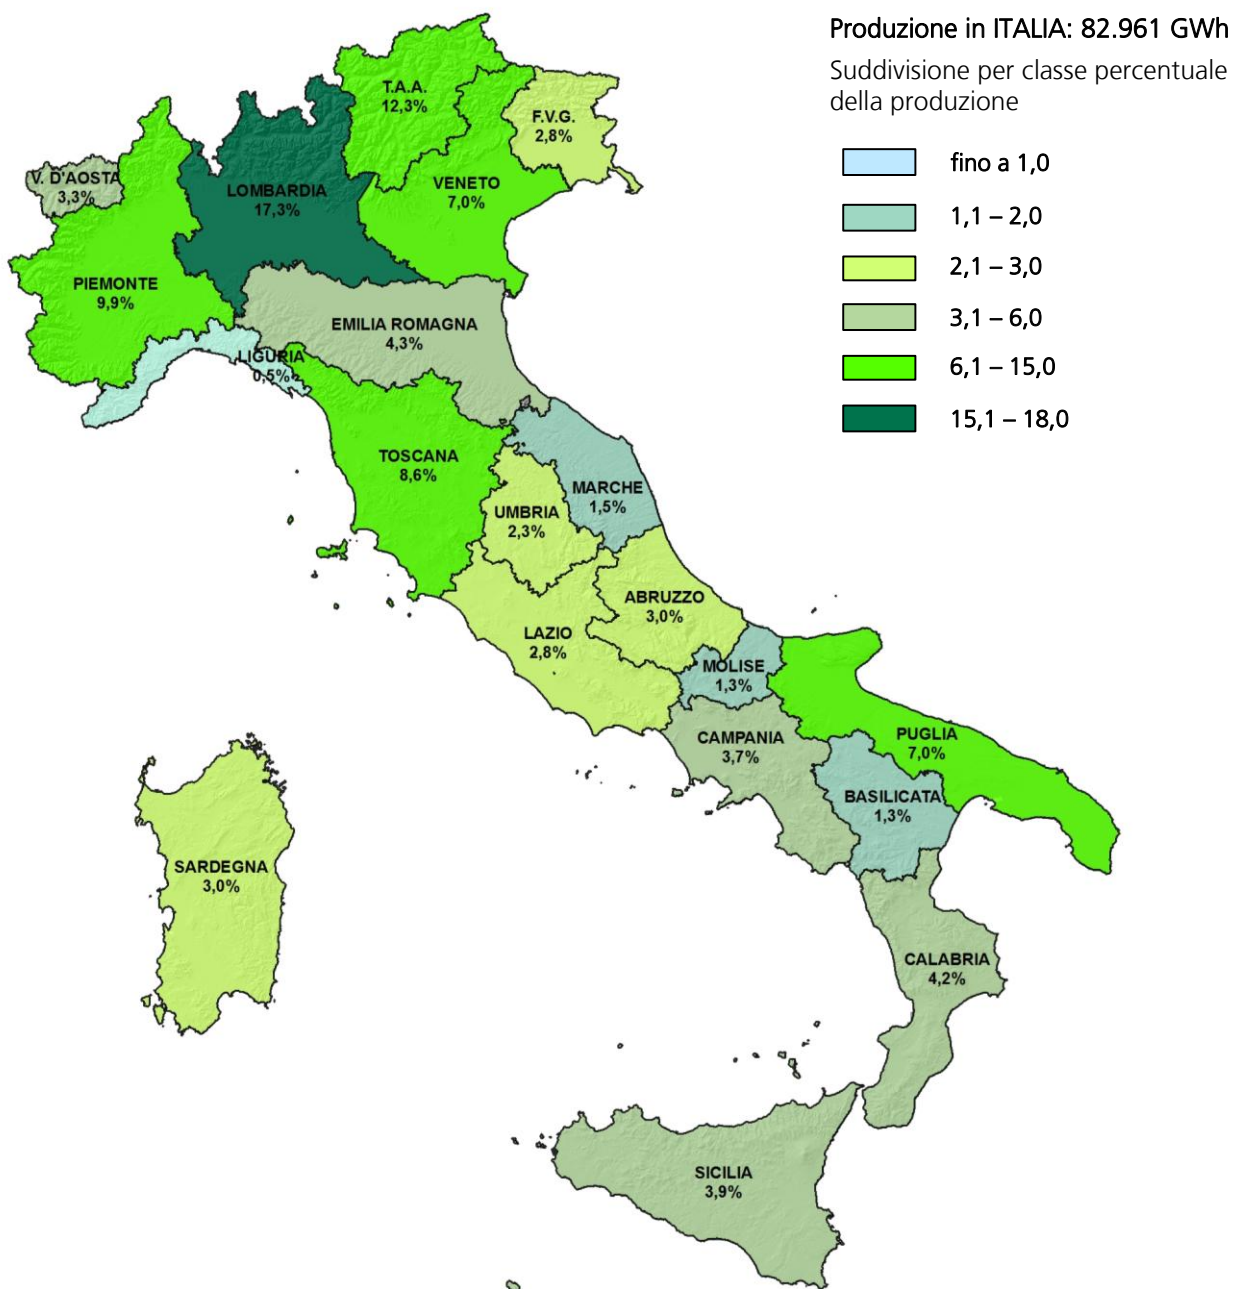 Produzione in ITALIA: 82.961 GWh
Suddivisione per classe percentuale
della produzione
fino a 1,0
1,1 – 2,0
2,1 – 3,0
3,1 – 6,0
6,1 – 15,0
15,1 – 18,0
T.A.A.
12,3%
F.V.G.
2,8%
V. D'AOSTA
3,3%
LOMBARDIA
17,3%
VENETO
7,0%
PIEMONTE
9,9%
EMILIA ROMAGNA
4,3%
LIGURIA
0,5%
TOSCANA
8,6%
MARCHE
1,5%
UMBRIA
2,3%
ABRUZZO
3,0%
LAZIO
2,8%
MOLISE
1,3%
CAMPANIA
3,7%
PUGLIA
7,0%
BASILICATA
1,3%
SARDEGNA
3,0%
CALABRIA
4,2%
SICILIA
3,9%